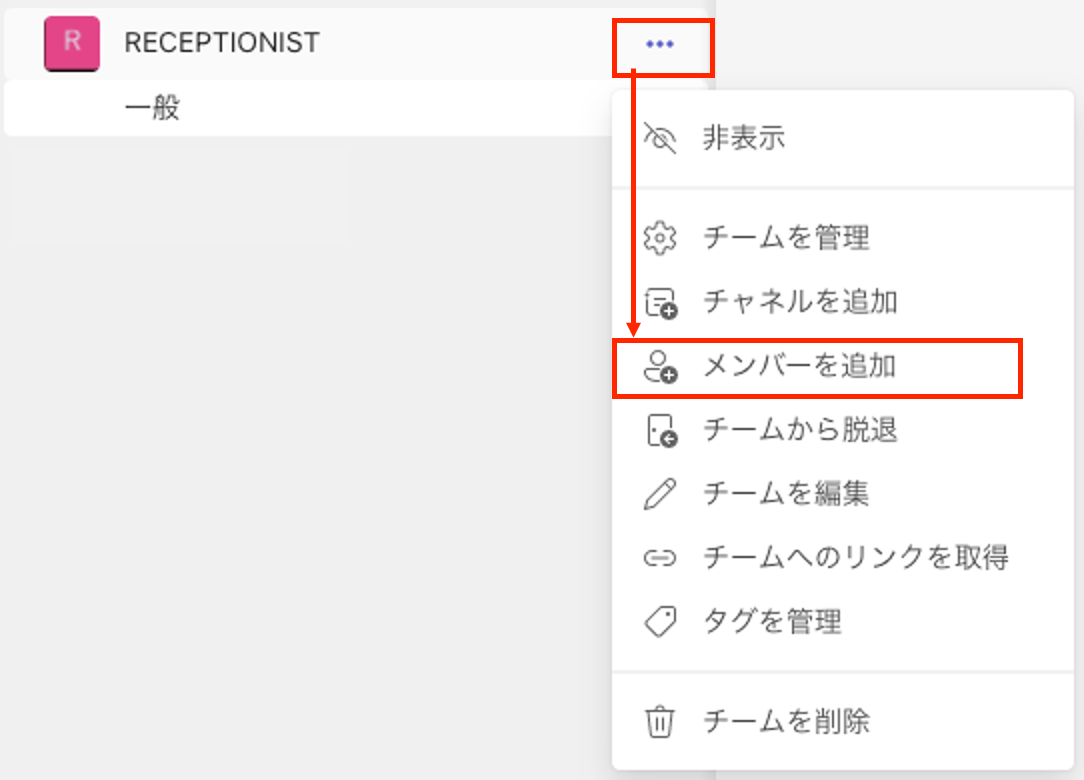 R
RECEPTIONIST
一般
非表示
チームを管理
チャネルを追加
メンバーを追加
チームから脱退
チームを編集
チームへのリンクを取得
タグを管理
チームを削除